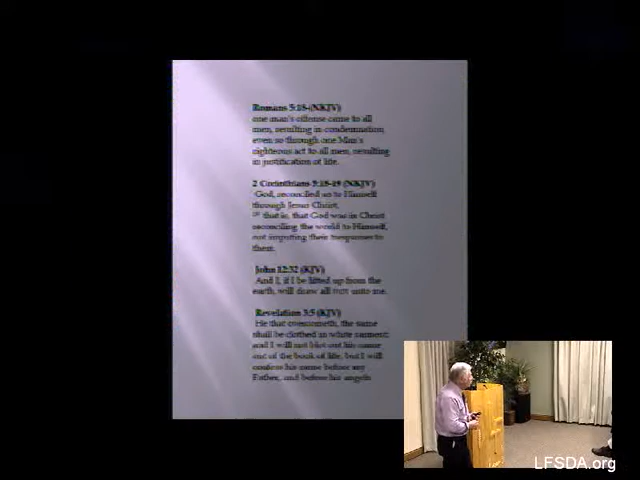 Romans 5:18 (NKJV)
one man's offense came to all
men, resulting in condemnation,
even so through one Man's
righteous act to all men, resulting
in justification of life.
2 Corinthians 5:18-19 (NKJV)
God, reconciled us to Himself
through Jesus Christ,
19 that is, that God was in Christ
reconciling the world to Himself,
not imputing their trespasses to
them.
John 12:32 (KJV)
And I, if I be lifted up from the
earth, will draw all men unto me.
Revelation 3:5 (KJV)
He that overcometh, the same
shall be clothed in white raiment;
and I will not blot out his name
out of the book of life, but I will
confess his name before my
Father, and before his angels
LFSDA.org